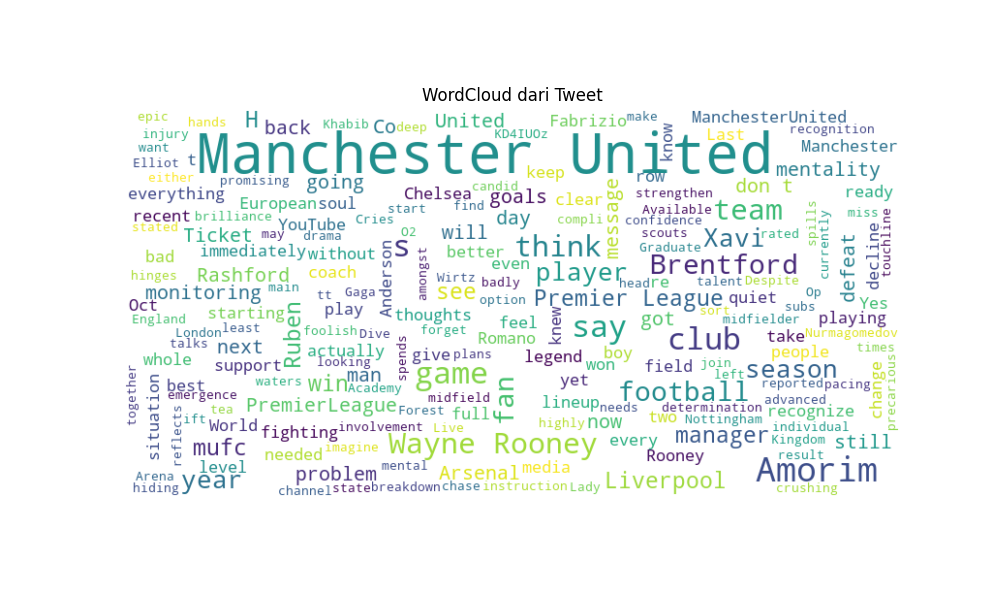 WordCloud dari Tweet
epic
hands
H
back
Khabib
Co
deep
United
KD4IUOz
Fabrizio
make
know
ManchesterUnited
Last
recognition
injury
want
Manchester United
Manchester
Elliot
t
either
promising
going
keep
row
mentality
everything
Europeansoul
Chelsea
candid
goals
clear
message
strengthen
don t
ready
recent
brilliance
YouTube
start
find
day
compli
Available
confidence
team
miss
stated
Ticket
may
drama
Cries
O2
will
scouts
Xavi
rated
spills
currently
touchline
bad
immediately
without
s
better
think
Graduate
defeat
decline
hinges
Rashford
coach
Anderson
amongst
even
Wirtz
player
headre
Brentford
talent
Despite
Oct
monitoring
main
tt
Gaga
see
badly
option
Premier League
quiet
sort
Op
subs
Yes
England
starting
Ruben
play
thoughts
feel
knew
say
got
midfielder
take
playing
London
least
foolish
Dive
forget
Romano
club
Nurmagomedov
talks
next
actually
looking
spends
give
plans
legend
boy
people
times
whole
support
man
game
won
field
join
left
season
reported
pacing
together
situation
best
emergence
waters
win
Academy
fan
yet
football
advanced
change
precarious
reflects
ift
tea
PremierLeague
Forest
midfield
full
lineup
needs
determination
two
Nottingham
recognize
World
fighting
involvement
Live
highly
now
manager
individual
mufc
needed
imagine
Wayne Rooney
every
Rooney
Kingdom
still
Arena
level
problem
mental
Arsenal
media
result
hiding
year
channel
state
breakdown
chase
instruction
Lady
Liverpool
Amorim
crushing